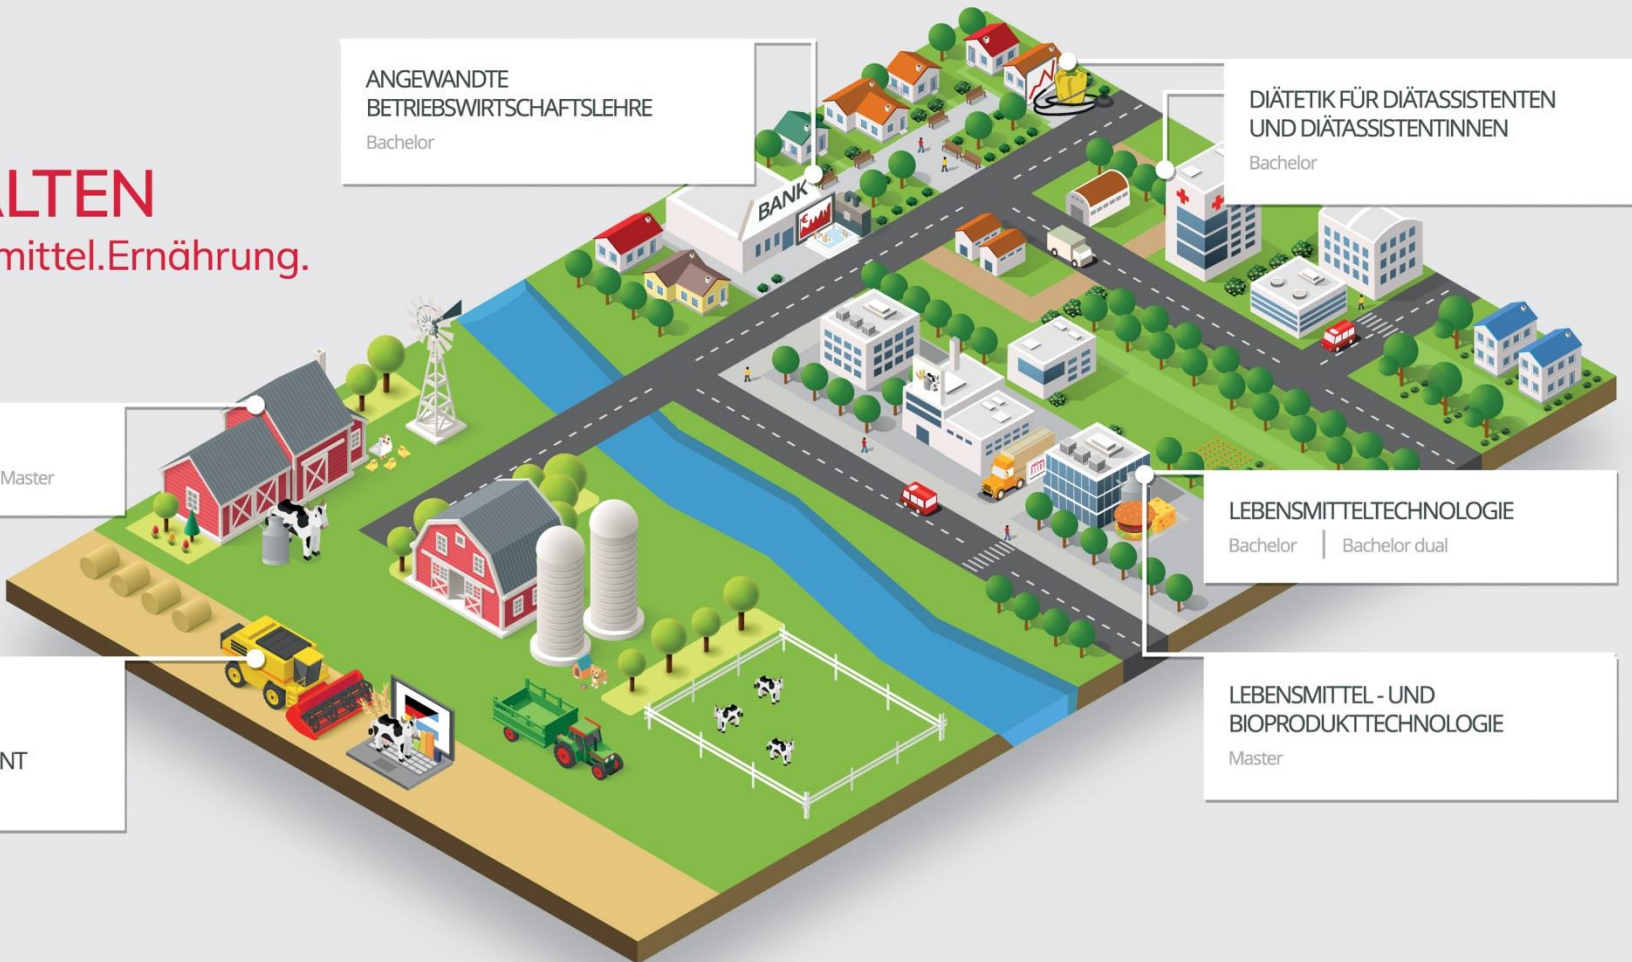 ALTEN
mittel.Ernährung.
ANGEWANDTE
BETRIEBSWIRTSCHAFTSLEHRE
Bachelor
DIÄTETIK FÜR DIÄTASSISTENTEN
UND DIÄTASSISTENTINNEN
Bachelor
BANK
Master
LEBENSMITTELTECHNOLOGIE
Bachelor | Bachelor dual
NT
LEBENSMITTEL - UND
BIOPRODUKTTECHNOLOGIE
Master